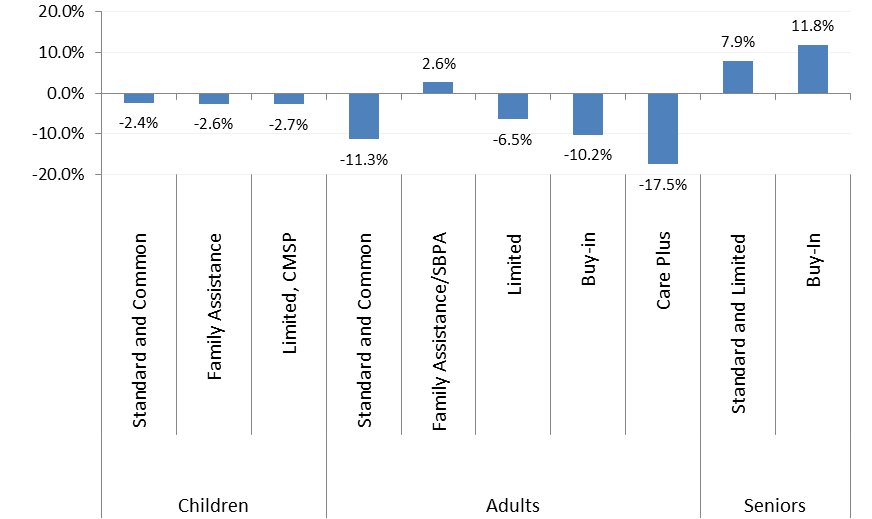 20.0%
10.0%
0.0%
-10.0%
-20.0%
-2.4%
-2.6%
-2.7%
-11.3%
2.6%
-6.5%
-10.2%
-17.5%
7.9%
11.8%
Standard and Common
Family Assistance
Limited, CMSP
Standard and Common
Family Assistance/SBPA
Limited
Buy-in
Care Plus
Standard and Limited
Buy-In
Children
Adults
Seniors